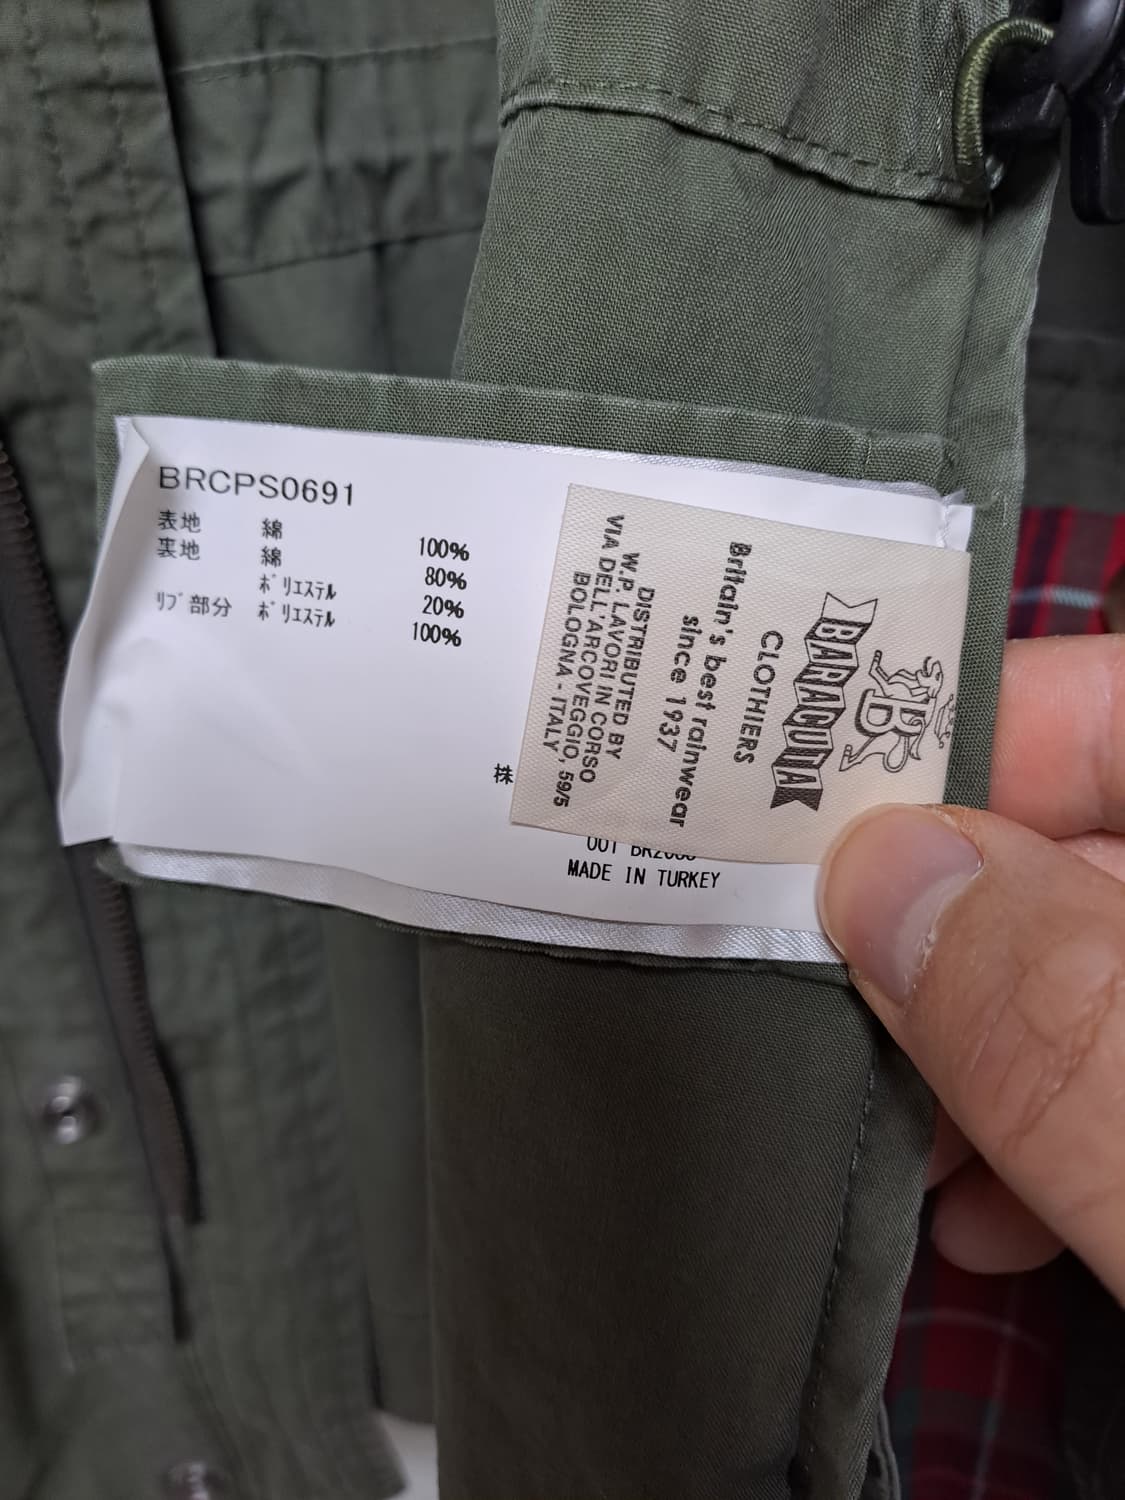 BRCPS0691
表地 綿 100%
裏地 綿 80%
ﾎﾟﾘｴｽﾃﾙ 20%
ﾘﾌﾞ部分 ﾎﾟﾘｴｽﾃﾙ 100%
株
MADE IN TURKEY
B
BARACUTA
CLOTHIERS
Britain's best rainwear
since 1937
DISTRIBUTED BY
W.P. LAVORI IN CORSO
VIA DELL'ARCOVEGGIO, 59/5
BOLOGNA - ITALY